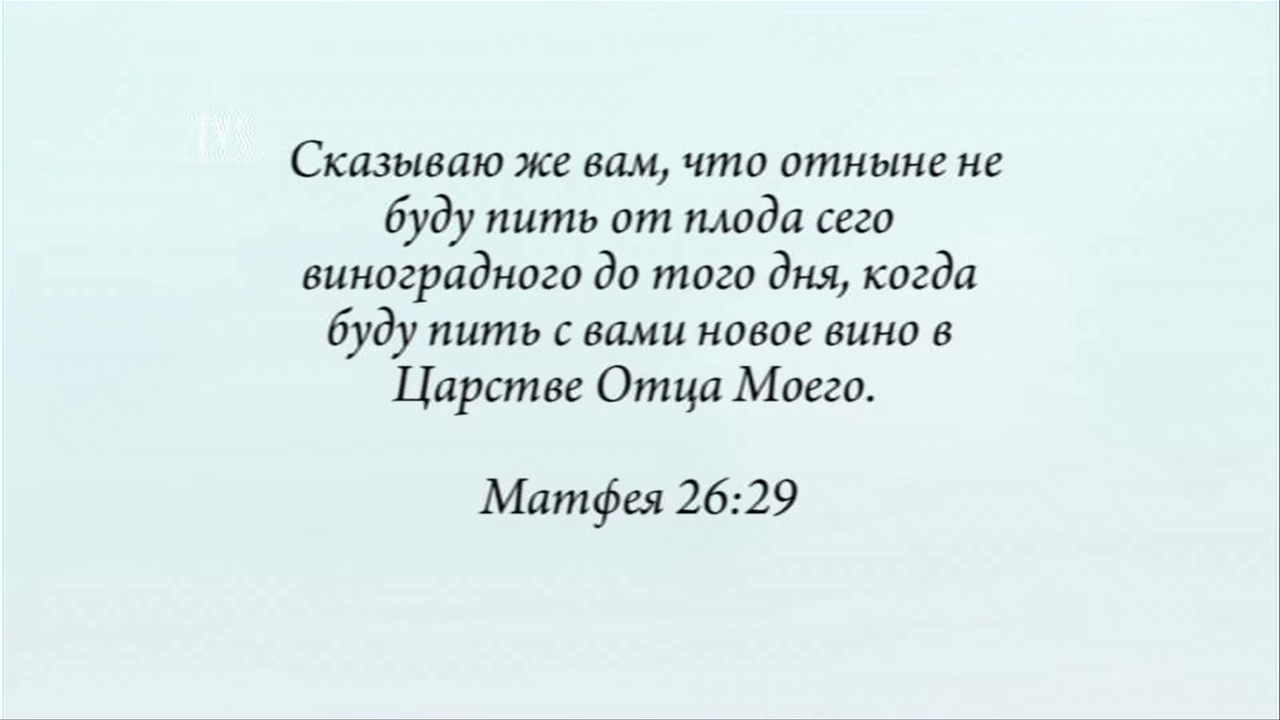 Сказываю же вам, что отныне не
буду пить от плода сего
виноградного до того дня, когда
буду пить с вами новое вино в
Царстве Отца Моего.
Матфея 26:29